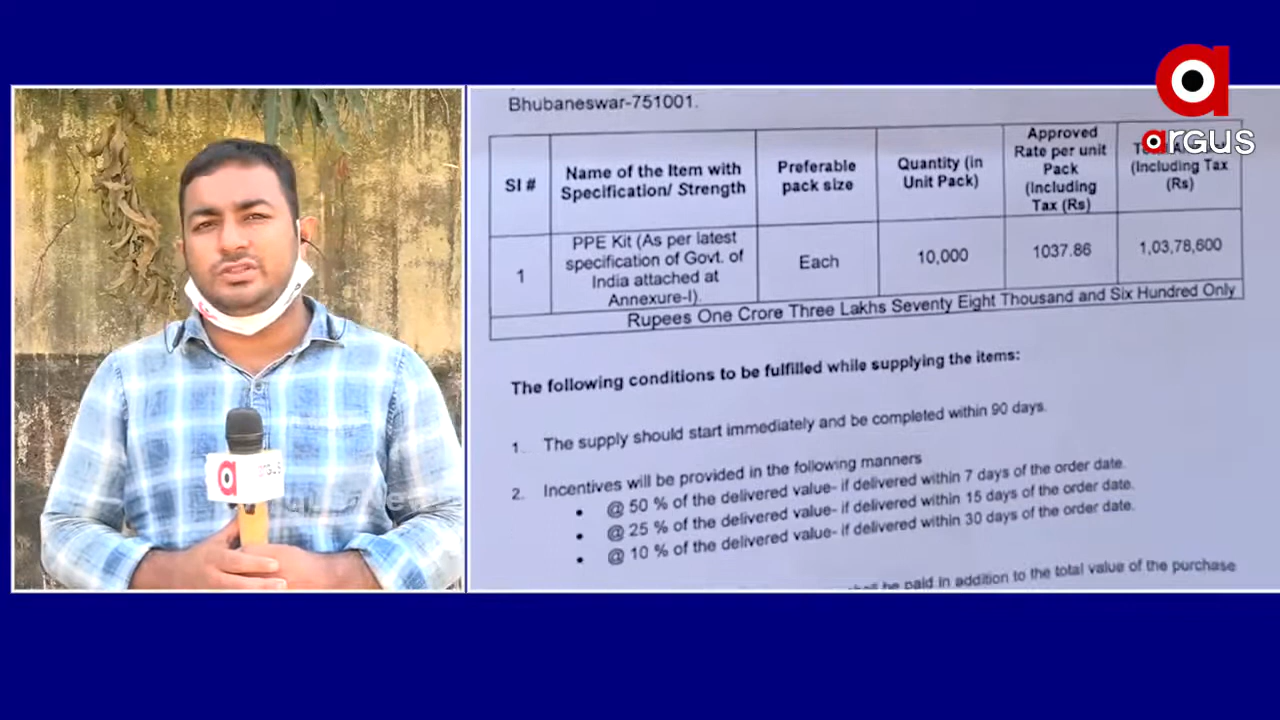 argus
Bhubaneswar-751001.
SI #
Name of the Item with
Specification/ Strength
Preferable
pack size
Quantity (in
Unit Pack)
Approved
Rate per unit
Pack
(Including
Tax (Rs)
(Including Tax
(Rs)
1
PPE Kit (As per latest
specification of Govt. of
India attached at
Annexure-I).
Each
10,000
1037.86
1,03,78,600
Rupees One Crore Three Lakhs Seventy Eight Thousand and Six Hundred Only
The following conditions to be fulfilled while supplying the items:
1. The supply should start immediately and be completed within 90 days.
2. Incentives will be provided in the following manners
• @ 50 % of the delivered value- if delivered within 7 days of the order date.
• @ 25 % of the delivered value- if delivered within 15 days of the order date.
• @ 10 % of the delivered value- if delivered within 30 days of the order date.
be paid in addition to the total value of the purchase
argus